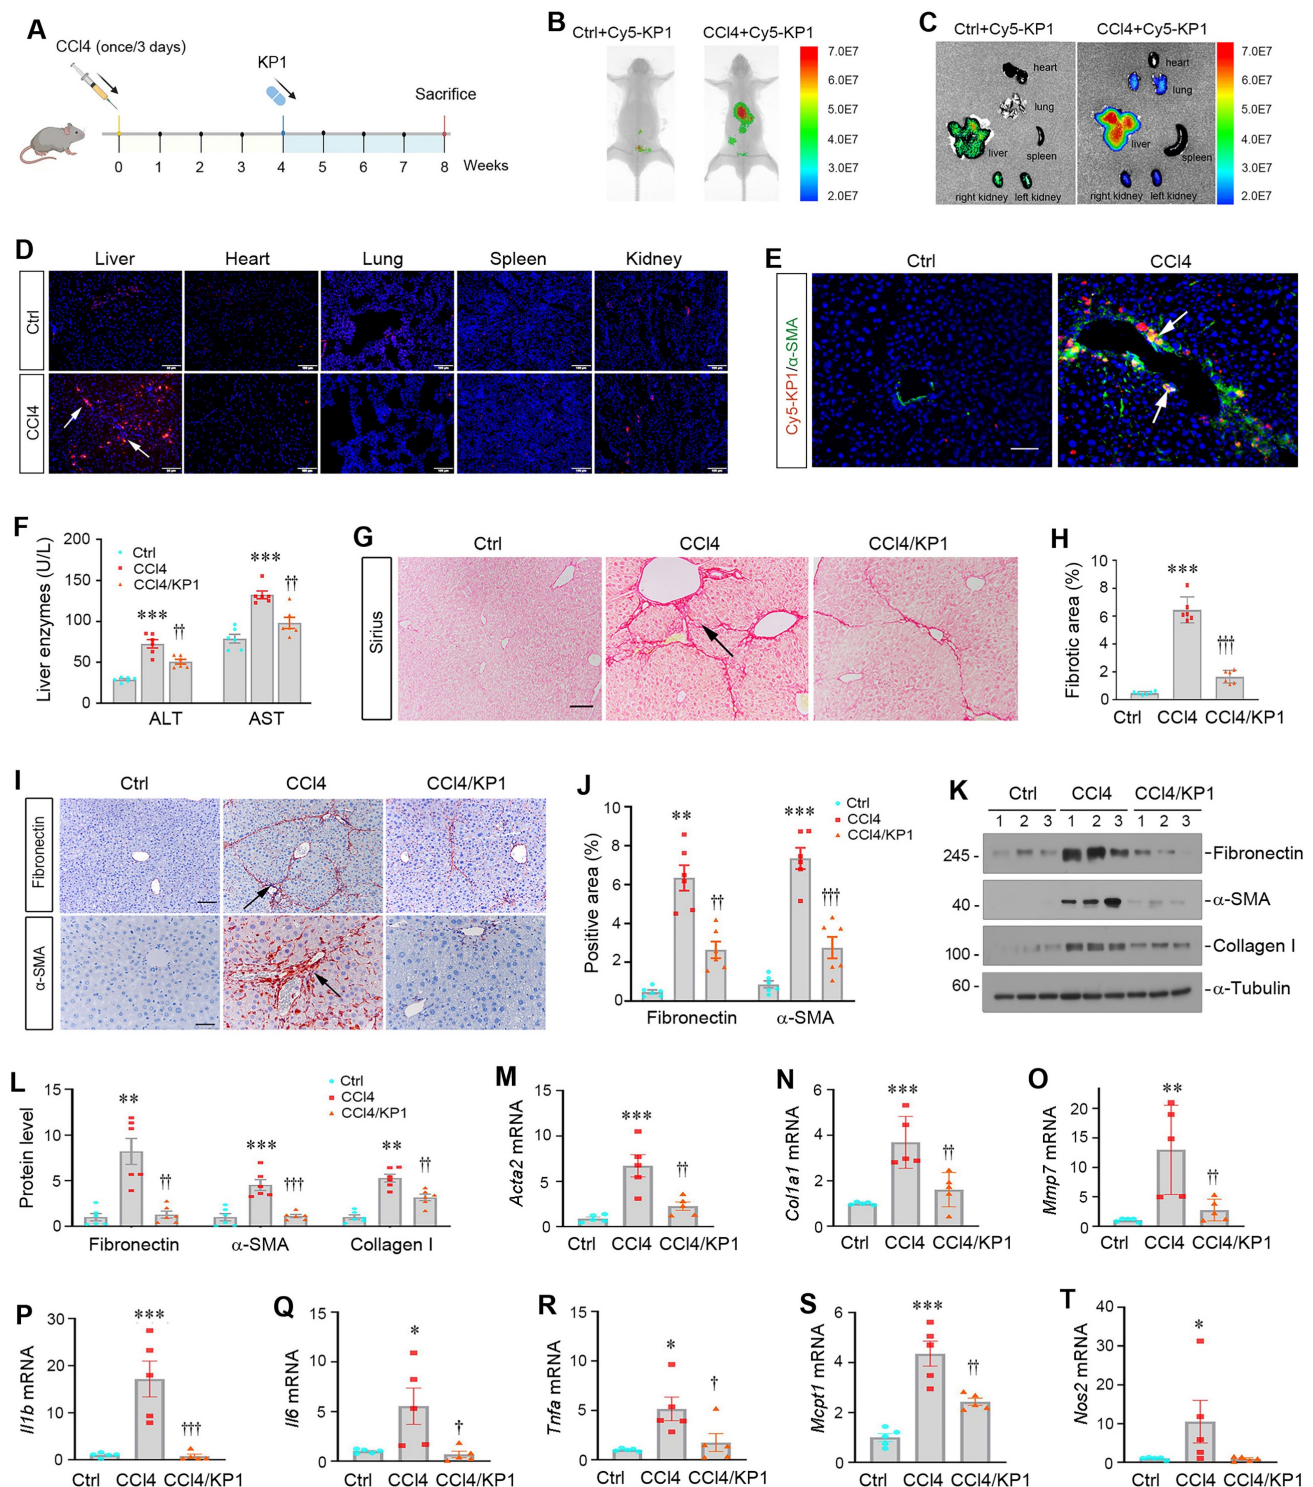 A
CCl4 (once/3 days)
KP1
Sacrifice
0 1 2 3 4 5 6 7 8 Weeks
B
Ctrl+Cy5-KP1 CCl4+Cy5-KP1
7.0E7
6.0E7
5.0E7
4.0E7
3.0E7
2.0E7
C
Ctrl+Cy5-KP1 CCl4+Cy5-KP1
heart
lung
liver
spleen
right kidney left kidney
heart
lung
liver
spleen
right kidney left kidney
7.0E7
6.0E7
5.0E7
4.0E7
3.0E7
2.0E7
D
Liver Heart Lung Spleen Kidney
Ctrl
CCl4
E
Ctrl CCl4
Cy5-KP1/α-SMA
F
Liver enzymes (U/L)
200
150
100
50
0
Ctrl
CCl4
CCl4/KP1
*** †† *** ††
ALT AST
G
Ctrl CCl4 CCl4/KP1
Sirius
H
Fibrotic area (%)
10
8
6
4
2
0
***
†††
Ctrl CCl4 CCl4/KP1
I
Ctrl CCl4 CCl4/KP1
Fibronectin
α-SMA
J
Positive area (%)
10
8
6
4
2
0
Ctrl
CCl4
CCl4/KP1
** †† *** †††
Fibronectin α-SMA
K
Ctrl CCl4 CCl4/KP1
1 2 3 1 2 3 1 2 3
245 - -Fibronectin
40 - -α-SMA
100 - -Collagen I
60 - -α-Tubulin
L
Protein level
15
10
5
0
Ctrl
CCl4
CCl4/KP1
** †† *** ††† ** ††
Fibronectin α-SMA Collagen I
M
Acta2 mRNA
15
10
5
0
***
††
Ctrl CCl4 CCl4/KP1
N
Col1a1 mRNA
6
4
2
0
***
††
Ctrl CCl4 CCl4/KP1
O
Mmp7 mRNA
20
15
10
5
0
**
††
Ctrl CCl4 CCl4/KP1
P
Il1b mRNA
30
20
10
0
***
†††
Ctrl CCl4 CCl4/KP1
Q
Il6 mRNA
15
10
5
0
*
†
Ctrl CCl4 CCl4/KP1
R
Tnfa mRNA
15
10
5
0
*
†
Ctrl CCl4 CCl4/KP1
S
Mcpt1 mRNA
6
4
2
0
***
††
Ctrl CCl4 CCl4/KP1
T
Nos2 mRNA
40
30
20
10
0
*
Ctrl CCl4 CCl4/KP1